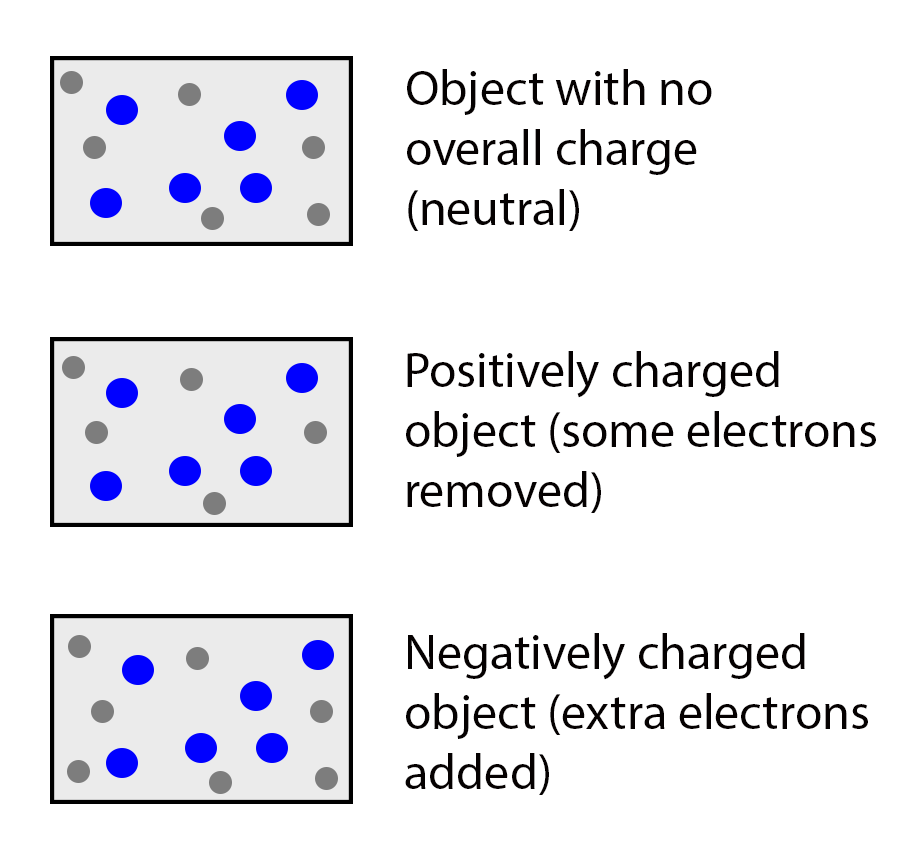 Object with no
overall charge
(neutral)
Positively charged
object (some electrons
removed)
Negatively charged
object (extra electrons
added)